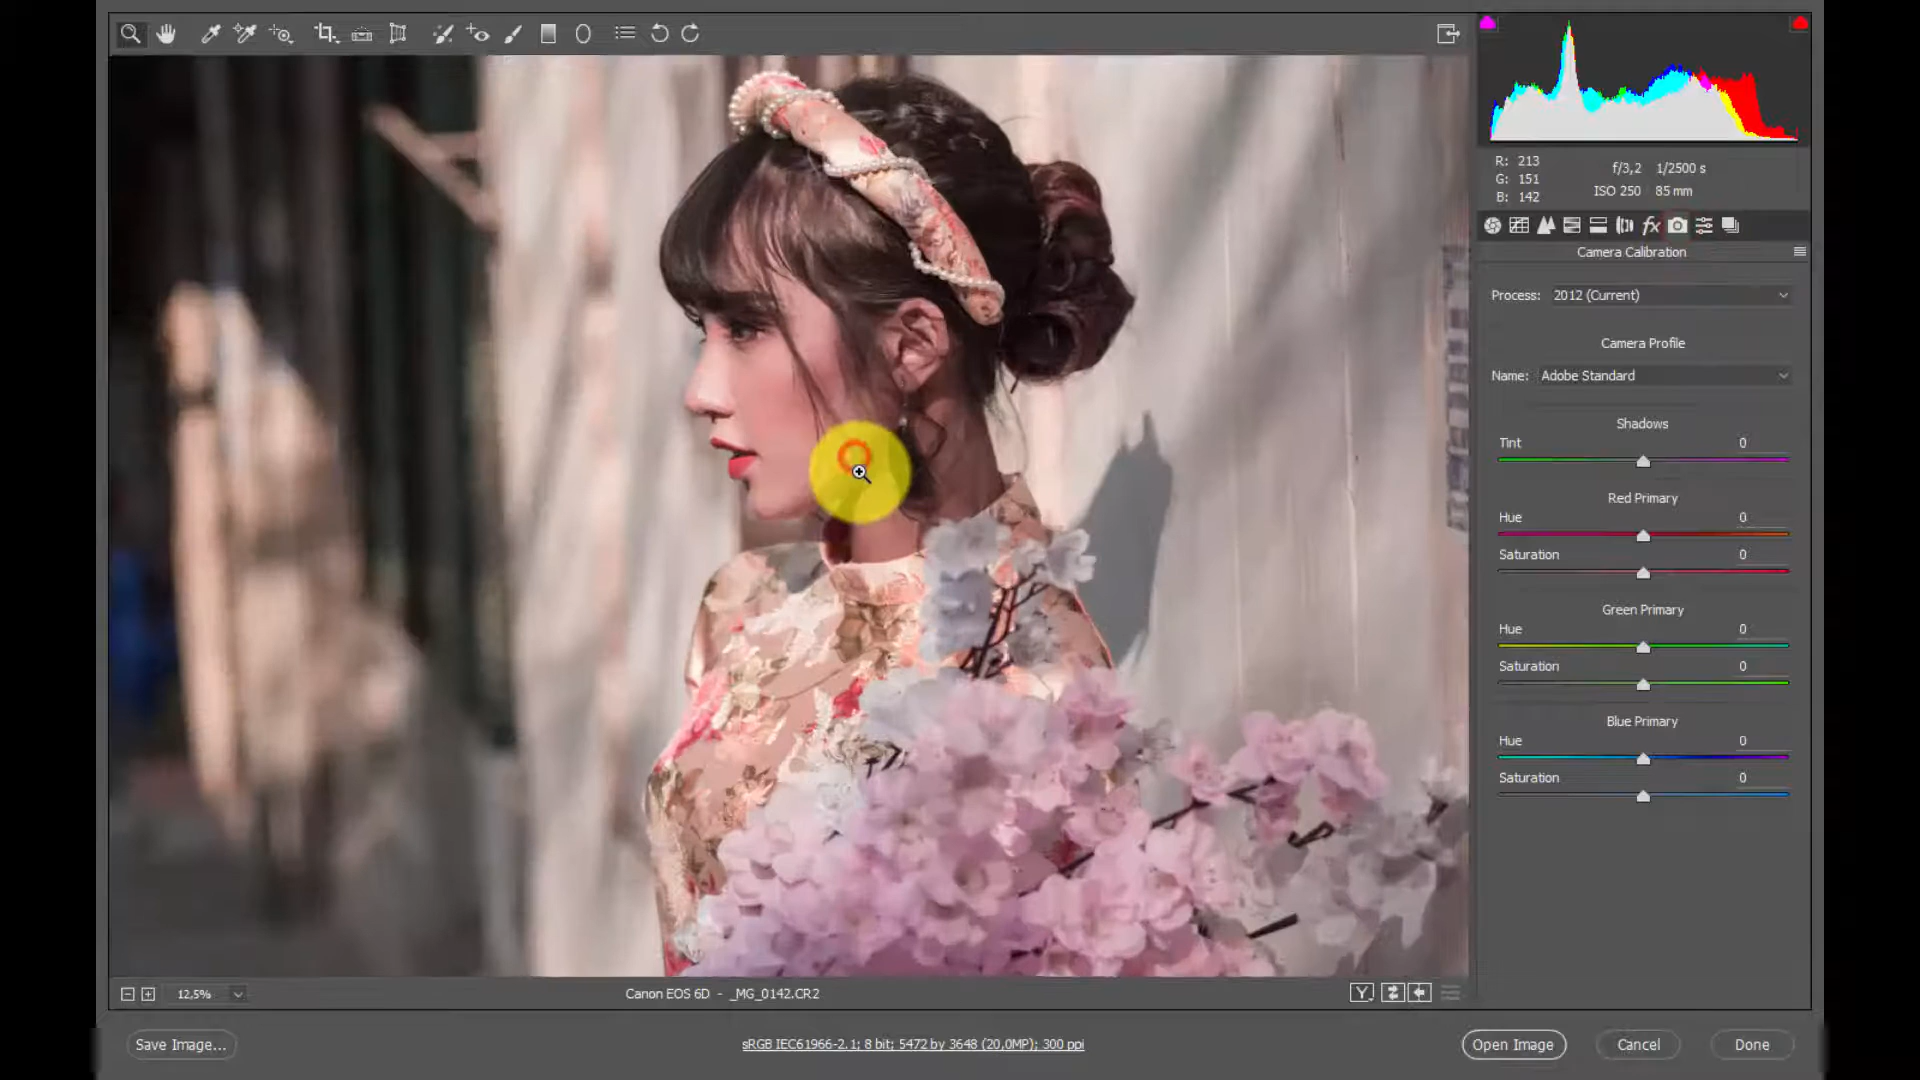 R: 213
G: 151
B: 142
f/3,2 1/2500 s
ISO 250 85 mm
fx
Camera Calibration
Process: 2012 (Current)
Camera Profile
Name: Adobe Standard
Shadows
Tint 0
Red Primary
Hue 0
Saturation 0
Green Primary
Hue 0
Saturation 0
Blue Primary
Hue 0
Saturation 0
12,5%
Canon EOS 6D - _MG_0142.CR2
Y
Save Image...
sRGB IEC61966-2.1; 8 bit; 5472 by 3648 (20,0MP); 300 ppi
Open Image
Cancel
Done